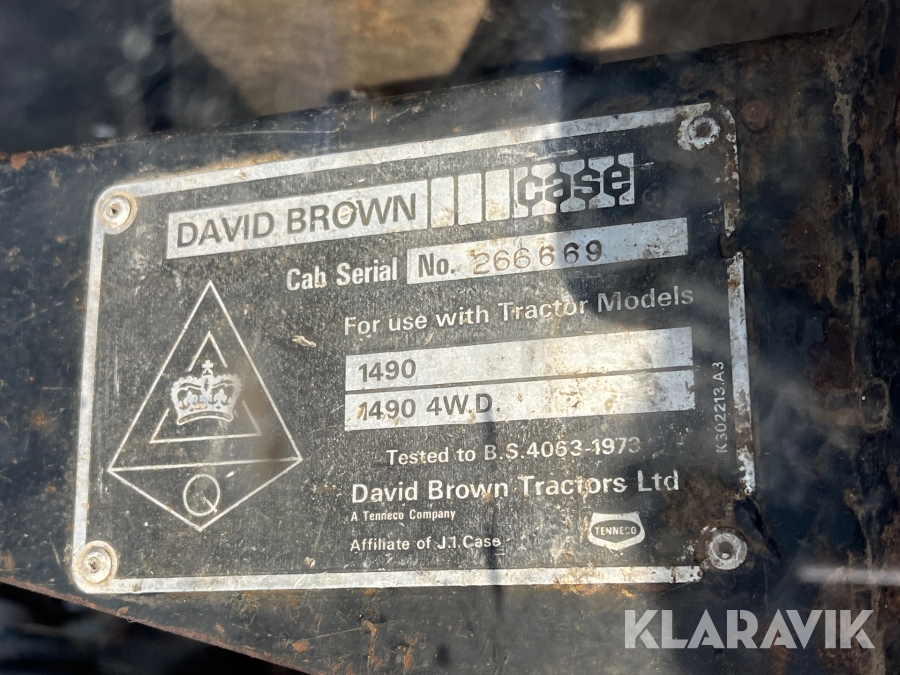 DAVID BROWN case
Cab Serial No. 266669
For use with Tractor Models
1490
1490 4W.D.
Tested to B.S.4063-1973
David Brown Tractors Ltd
A Tenneco Company
Affiliate of J.I.Case
TENNECO
Q
K302213.A3
KLARAVIK